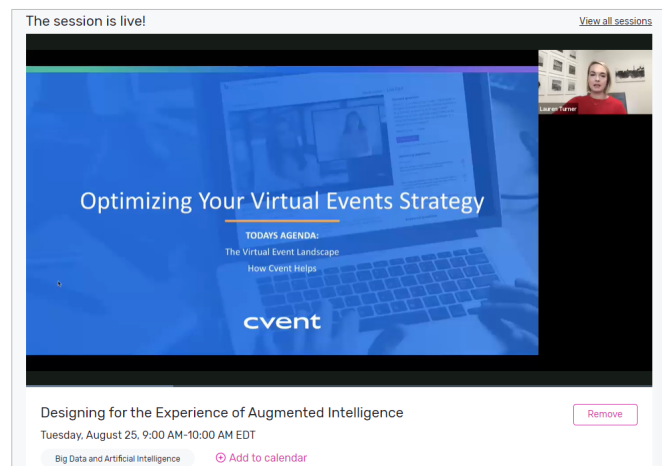 The session is live!
View all sessions
Lauren Turner
Optimizing Your Virtual Events Strategy
TODAYS AGENDA:
The Virtual Event Landscape
How Cvent Helps
cvent
Designing for the Experience of Augmented Intelligence
Remove
Tuesday, August 25, 9:00 AM-10:00 AM EDT
Big Data and Artificial Intelligence
Add to calendar